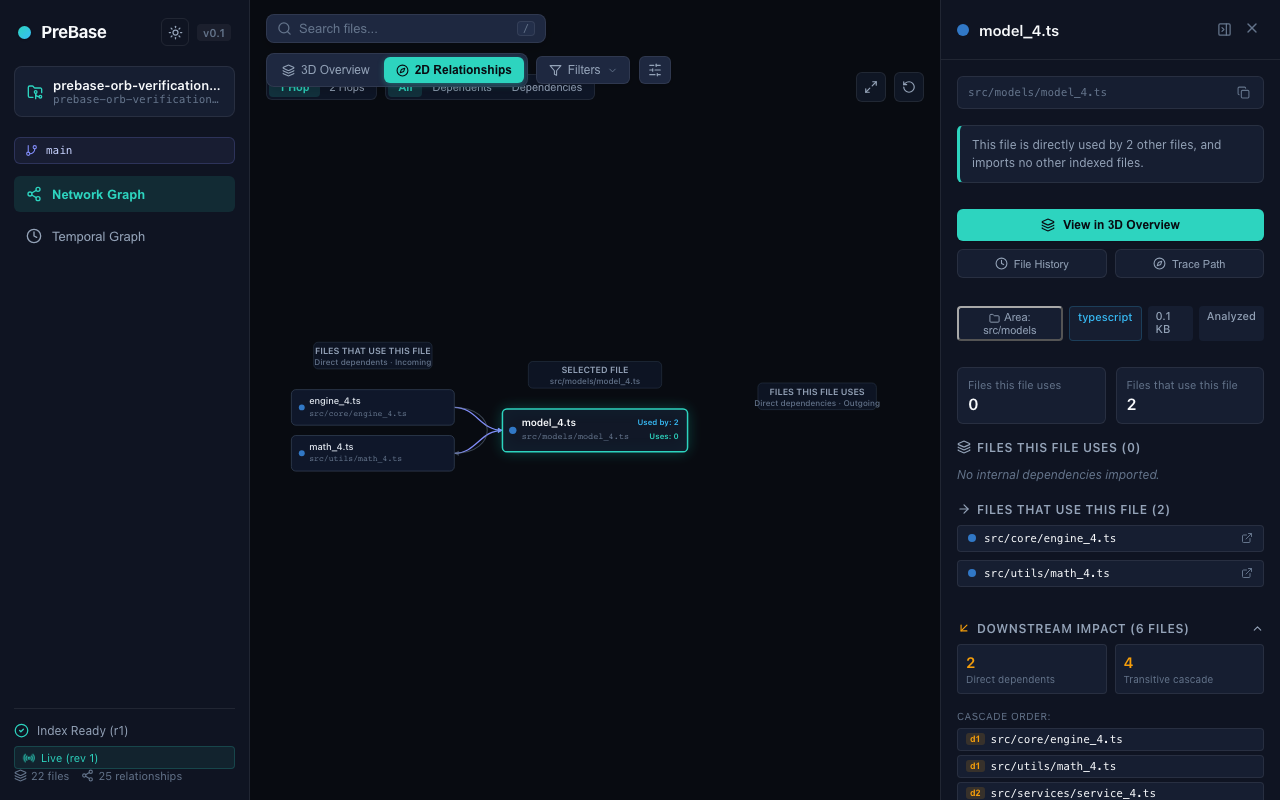 PreBase
v0.1
prebase-orb-verification...
prebase-orb-verification…
main
Network Graph
Temporal Graph
Index Ready (r1)
Live (rev 1)
22 files
25 relationships
Search files...
/
3D Overview
2D Relationships
Filters
1 Hop
2 Hops
All
Dependents
Dependencies
FILES THAT USE THIS FILE
Direct dependents · Incoming
engine_4.ts
src/core/engine_4.ts
math_4.ts
src/utils/math_4.ts
SELECTED FILE
src/models/model_4.ts
model_4.ts
Used by: 2
src/models/model_4.ts
Uses: 0
FILES THIS FILE USES
Direct dependencies · Outgoing
model_4.ts
src/models/model_4.ts
This file is directly used by 2 other files, and
imports no other indexed files.
View in 3D Overview
File History
Trace Path
Area:
src/models
typescript
0.1
KB
Analyzed
Files this file uses
0
Files that use this file
2
FILES THIS FILE USES (0)
No internal dependencies imported.
FILES THAT USE THIS FILE (2)
src/core/engine_4.ts
src/utils/math_4.ts
DOWNSTREAM IMPACT (6 FILES)
2
Direct dependents
4
Transitive cascade
CASCADE ORDER:
d1 src/core/engine_4.ts
d1 src/utils/math_4.ts
d2 src/services/service_4.ts